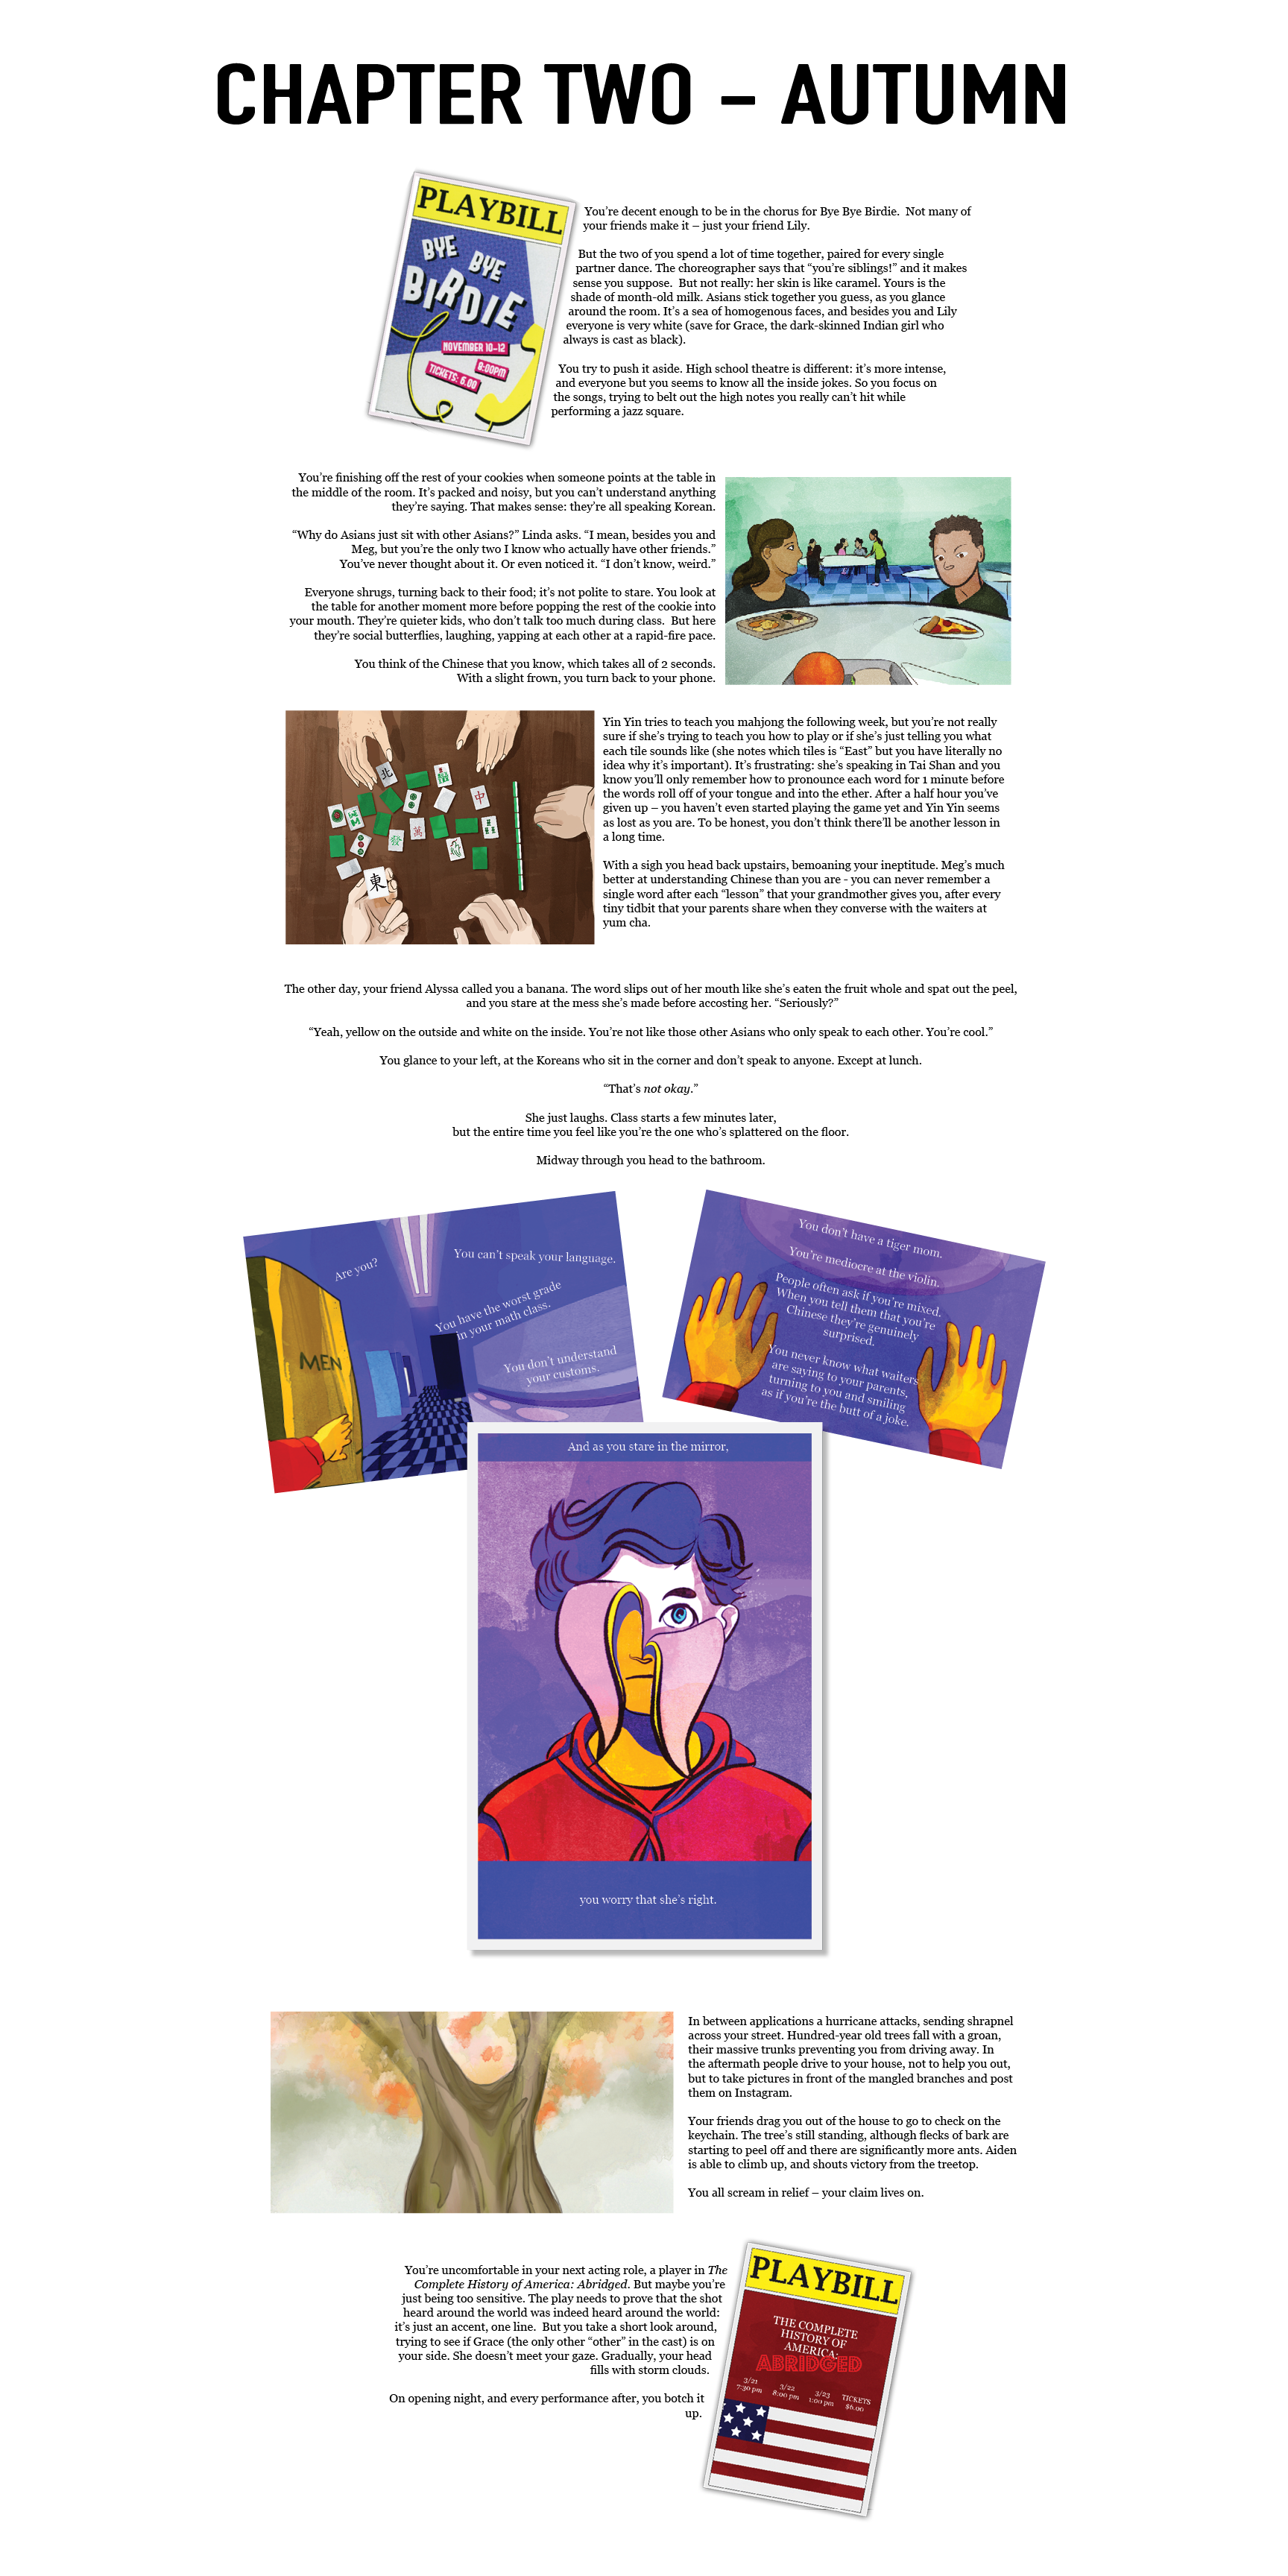 CHAPTER TWO – AUTUMN
PLAYBILL
BYE BYE
BIRDIE
NOVEMBER 10-12
8:00PM
TICKETS: 6.00
You’re decent enough to be in the chorus for Bye Bye Birdie.  Not many of
your friends make it – just your friend Lily.
But the two of you spend a lot of time together, paired for every single
partner dance. The choreographer says that “you’re siblings!” and it makes
sense you suppose.  But not really: her skin is like caramel. Yours is the
shade of month-old milk. Asians stick together you guess, as you glance
around the room. It’s a sea of homogenous faces, and besides you and Lily
everyone is very white (save for Grace, the dark-skinned Indian girl who
always is cast as black).
You try to push it aside. High school theatre is different: it’s more intense,
and everyone but you seems to know all the inside jokes. So you focus on
the songs, trying to belt out the high notes you really can’t hit while
performing a jazz square.
You’re finishing off the rest of your cookies when someone points at the table in
the middle of the room. It’s packed and noisy, but you can’t understand anything
they’re saying. That makes sense: they’re all speaking Korean.
“Why do Asians just sit with other Asians?” Linda asks. “I mean, besides you and
Meg, but you’re the only two I know who actually have other friends.”
You’ve never thought about it. Or even noticed it. “I don’t know, weird.”
Everyone shrugs, turning back to their food; it’s not polite to stare. You look at
the table for another moment more before popping the rest of the cookie into
your mouth. They’re quieter kids, who don’t talk too much during class.  But here
they’re social butterflies, laughing, yapping at each other at a rapid-fire pace.
You think of the Chinese that you know, which takes all of 2 seconds.
With a slight frown, you turn back to your phone.
北
中
發
萬
東
Yin Yin tries to teach you mahjong the following week, but you’re not really
sure if she’s trying to teach you how to play or if she’s just telling you what
each tile sounds like (she notes which tiles is “East” but you have literally no
idea why it’s important). It’s frustrating: she’s speaking in Tai Shan and you
know you’ll only remember how to pronounce each word for 1 minute before
the words roll off of your tongue and into the ether. After a half hour you’ve
given up – you haven’t even started playing the game yet and Yin Yin seems
as lost as you are. To be honest, you don’t think there’ll be another lesson in
a long time.
With a sigh you head back upstairs, bemoaning your ineptitude. Meg’s much
better at understanding Chinese than you are - you can never remember a
single word after each “lesson” that your grandmother gives you, after every
tiny tidbit that your parents share when they converse with the waiters at
yum cha.
The other day, your friend Alyssa called you a banana. The word slips out of her mouth like she’s eaten the fruit whole and spat out the peel,
and you stare at the mess she’s made before accosting her. “Seriously?”
“Yeah, yellow on the outside and white on the inside. You’re not like those other Asians who only speak to each other. You’re cool.”
You glance to your left, at the Koreans who sit in the corner and don’t speak to anyone. Except at lunch.
“That’s not okay.”
She just laughs. Class starts a few minutes later,
but the entire time you feel like you’re the one who’s splattered on the floor.
Midway through you head to the bathroom.
MEN
Are you?
You can’t speak your language.
You have the worst grade
in your math class.
You don’t understand
your customs.
You don’t have a tiger mom.
You’re mediocre at the violin.
People often ask if you’re mixed.
When you tell them that you’re
Chinese they’re genuinely
surprised.
You never know what waiters
are saying to your parents,
turning to you and smiling
as if you’re the butt of a joke.
And as you stare in the mirror,
you worry that she’s right.
In between applications a hurricane attacks, sending shrapnel
across your street. Hundred-year old trees fall with a groan,
their massive trunks preventing you from driving away. In
the aftermath people drive to your house, not to help you out,
but to take pictures in front of the mangled branches and post
them on Instagram.
Your friends drag you out of the house to go to check on the
keychain. The tree’s still standing, although flecks of bark are
starting to peel off and there are significantly more ants. Aiden
is able to climb up, and shouts victory from the treetop.
You all scream in relief – your claim lives on.
You’re uncomfortable in your next acting role, a player in The
Complete History of America: Abridged. But maybe you’re
just being too sensitive. The play needs to prove that the shot
heard around the world was indeed heard around the world:
it’s just an accent, one line.  But you take a short look around,
trying to see if Grace (the only other “other” in the cast) is on
your side. She doesn’t meet your gaze. Gradually, your head
fills with storm clouds.
On opening night, and every performance after, you botch it
up.
PLAYBILL
THE COMPLETE
HISTORY OF
AMERICA:
ABRIDGED
3/21
7:30 pm
3/22
8:00 pm
3/23
1:00 pm
TICKETS
$6.00